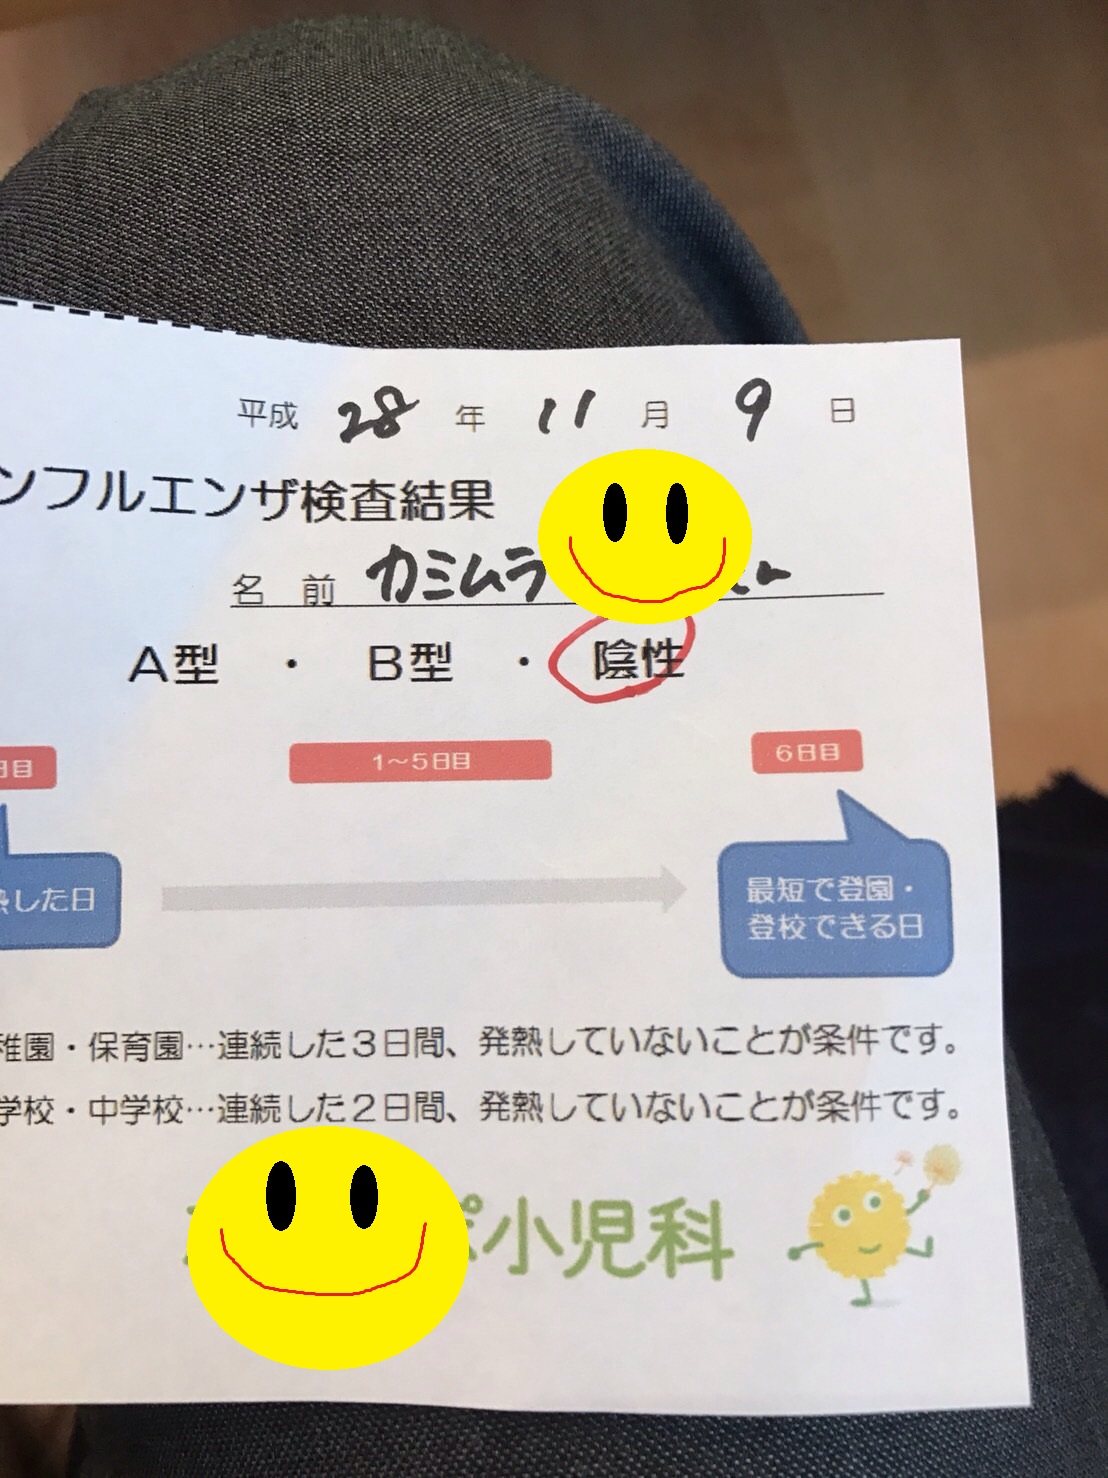 平成 28 年 11 月 9 日
ンフルエンザ検査結果
名前 カミムラ
A型 ・ B型 ・ 陰性
日目 1〜5日目 6日目
した日
最短で登園・
登校できる日
稚園・保育園…連続した3日間、発熱していないことが条件です。
学校・中学校…連続した2日間、発熱していないことが条件です。
小児科